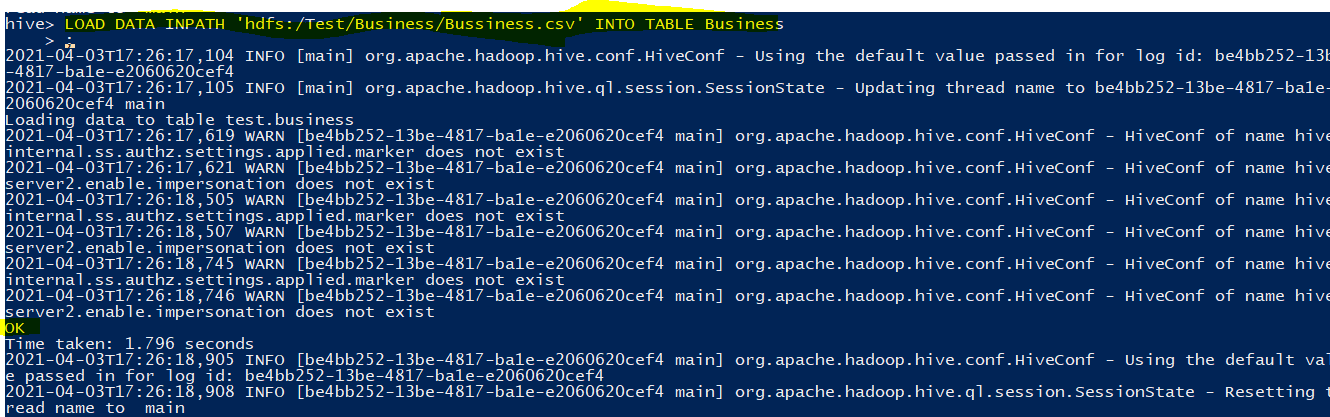 hive> LOAD DATA INPATH 'hdfs:/Test/Business/Bussiness.csv' INTO TABLE Business
    > ;
2021-04-03T17:26:17,104 INFO [main] org.apache.hadoop.hive.conf.HiveConf - Using the default value passed in for log id: be4bb252-13b
-4817-ba1e-e2060620cef4
2021-04-03T17:26:17,105 INFO [main] org.apache.hadoop.hive.ql.session.SessionState - Updating thread name to be4bb252-13be-4817-ba1e-
2060620cef4 main
Loading data to table test.business
2021-04-03T17:26:17,619 WARN [be4bb252-13be-4817-ba1e-e2060620cef4 main] org.apache.hadoop.hive.conf.HiveConf - HiveConf of name hive
internal.ss.authz.settings.applied.marker does not exist
2021-04-03T17:26:17,621 WARN [be4bb252-13be-4817-ba1e-e2060620cef4 main] org.apache.hadoop.hive.conf.HiveConf - HiveConf of name hive
server2.enable.impersonation does not exist
2021-04-03T17:26:18,505 WARN [be4bb252-13be-4817-ba1e-e2060620cef4 main] org.apache.hadoop.hive.conf.HiveConf - HiveConf of name hive
internal.ss.authz.settings.applied.marker does not exist
2021-04-03T17:26:18,507 WARN [be4bb252-13be-4817-ba1e-e2060620cef4 main] org.apache.hadoop.hive.conf.HiveConf - HiveConf of name hive
server2.enable.impersonation does not exist
2021-04-03T17:26:18,745 WARN [be4bb252-13be-4817-ba1e-e2060620cef4 main] org.apache.hadoop.hive.conf.HiveConf - HiveConf of name hive
internal.ss.authz.settings.applied.marker does not exist
2021-04-03T17:26:18,746 WARN [be4bb252-13be-4817-ba1e-e2060620cef4 main] org.apache.hadoop.hive.conf.HiveConf - HiveConf of name hive
server2.enable.impersonation does not exist
OK
Time taken: 1.796 seconds
2021-04-03T17:26:18,905 INFO [be4bb252-13be-4817-ba1e-e2060620cef4 main] org.apache.hadoop.hive.conf.HiveConf - Using the default val
e passed in for log id: be4bb252-13be-4817-ba1e-e2060620cef4
2021-04-03T17:26:18,908 INFO [be4bb252-13be-4817-ba1e-e2060620cef4 main] org.apache.hadoop.hive.ql.session.SessionState - Resetting t
read name to  main